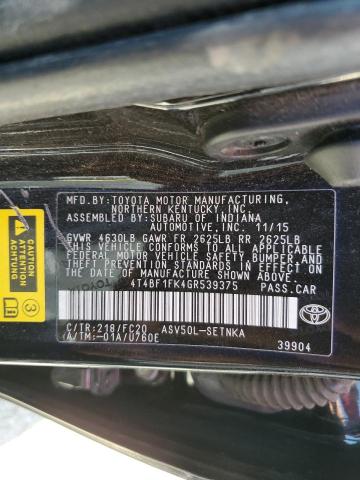 MFD.BY:TOYOTA MOTOR MANUFACTURING,
NORTHERN KENTUCKY, INC.
ASSEMBLED BY: SUBARU OF INDIANA
AUTOMOTIVE, INC. 11/15
GVWR 4630LB GAWR FR 2625LB RR 2625LB
THIS VEHICLE CONFORMS TO ALL APPLICABLE
FEDERAL MOTOR VEHICLE SAFETY, BUMPER, AND
THEFT PREVENTION STANDARDS IN EFFECT ON
THE DATE OF MANUFACTURE SHOWN ABOVE.
4T4BF1FK4GR539375 PASS.CAR
C/TR:218/FC20 ASV50L-SETNKA
A/TM:-01A/U760E
TOYOTA
39904
3